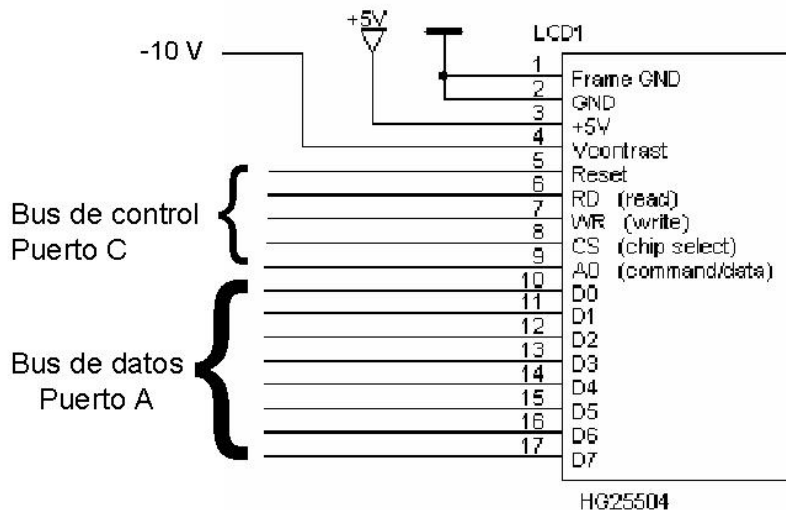 +5V
LCD1
-10 V
1 Frame GND
2 GND
3 +5V
4 Vcontrast
5 Reset
6 RD (read)
7 WR (write)
8 CS (chip select)
9 A0 (command/data)
10 D0
11 D1
12 D2
13 D3
14 D4
15 D5
16 D6
17 D7
Bus de control
Puerto C
Bus de datos
Puerto A
HG25504